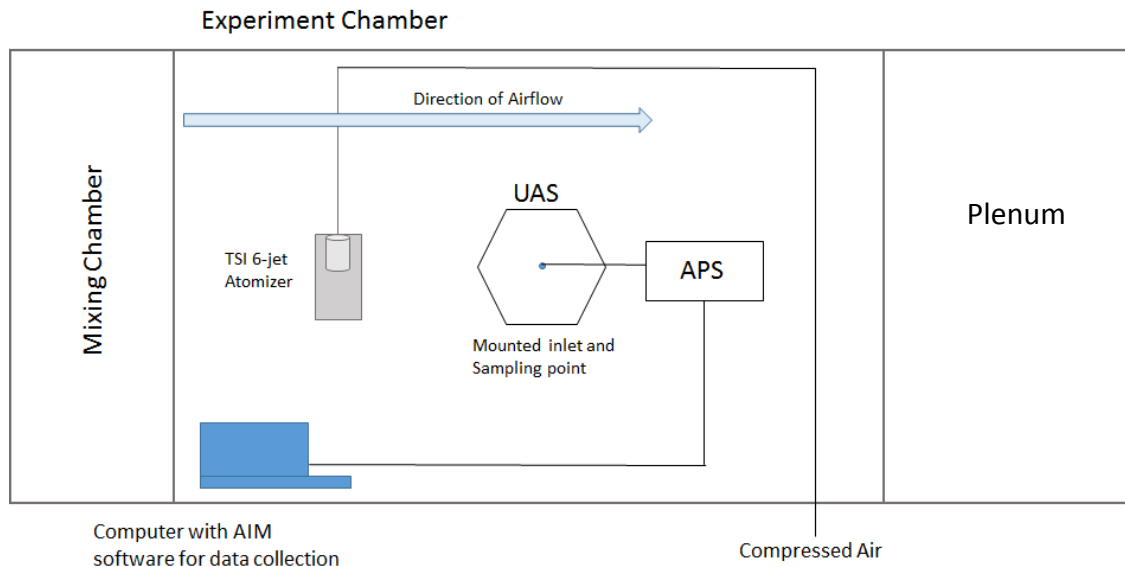 Experiment Chamber
Direction of Airflow
Mixing Chamber
UAS
Plenum
TSI 6-jet
Atomizer
APS
Mounted inlet and
Sampling point
Computer with AIM
software for data collection
Compressed Air